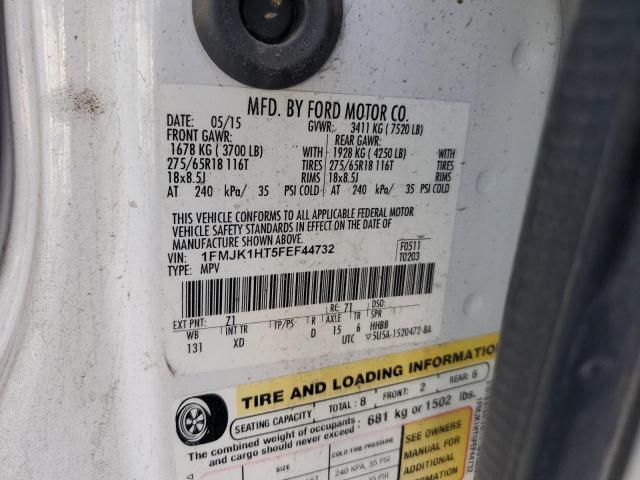 MFD. BY FORD MOTOR CO.
DATE: 05/15 GVWR: 3411 KG ( 7520 LB)
FRONT GAWR: REAR GAWR:
1678 KG ( 3700 LB) 1928 KG ( 4250 LB)
275/65R18 116T TIRES 275/65R18 116T TIRES
18x8.5J RIMS 18x8.5J RIMS
AT 240 kPa/ 35 PSI COLD AT 240 kPa/ 35 PSI COLD
THIS VEHICLE CONFORMS TO ALL APPLICABLE FEDERAL MOTOR
VEHICLE SAFETY STANDARDS IN EFFECT ON THE DATE OF
MANUFACTURE SHOWN ABOVE.
VIN: 1FMJK1HT5FEF44732 F0511
TYPE: MPV T0203
EXT PNT: Z1 RC: 71 DSO:
WB INT TR TP/PS R AXLE TR SPR
131 XD D 15 6 HHBB
UTC 5U5A-1520472-BA
TIRE AND LOADING INFORMATION
SEATING CAPACITY TOTAL: 8 FRONT: 2 REAR: 6
The combined weight of occupants and cargo should never exceed: 681 kg or 1502 lbs.
SIZE COLD TIRE PRESSURE
240 KPA, 35 PSI
SEE OWNERS
MANUAL FOR
ADDITIONAL